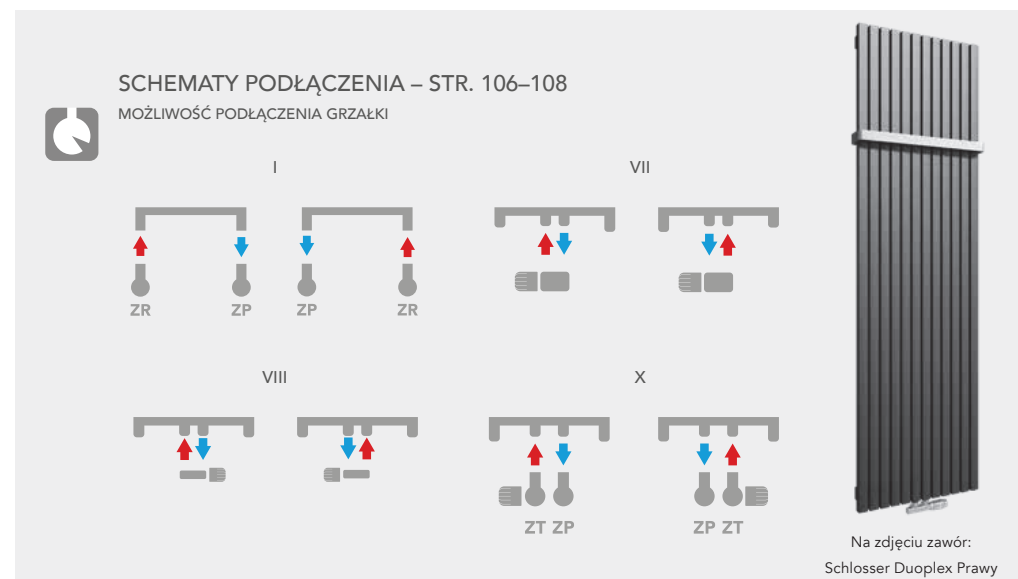 SCHEMATY PODŁĄCZENIA – STR. 106–108
MOŻLIWOŚĆ PODŁĄCZENIA GRZAŁKI
I
VII
ZR ZP ZP ZR
VIII
X
ZT ZP ZP ZT
Na zdjęciu zawór:
Schlosser Duoplex Prawy